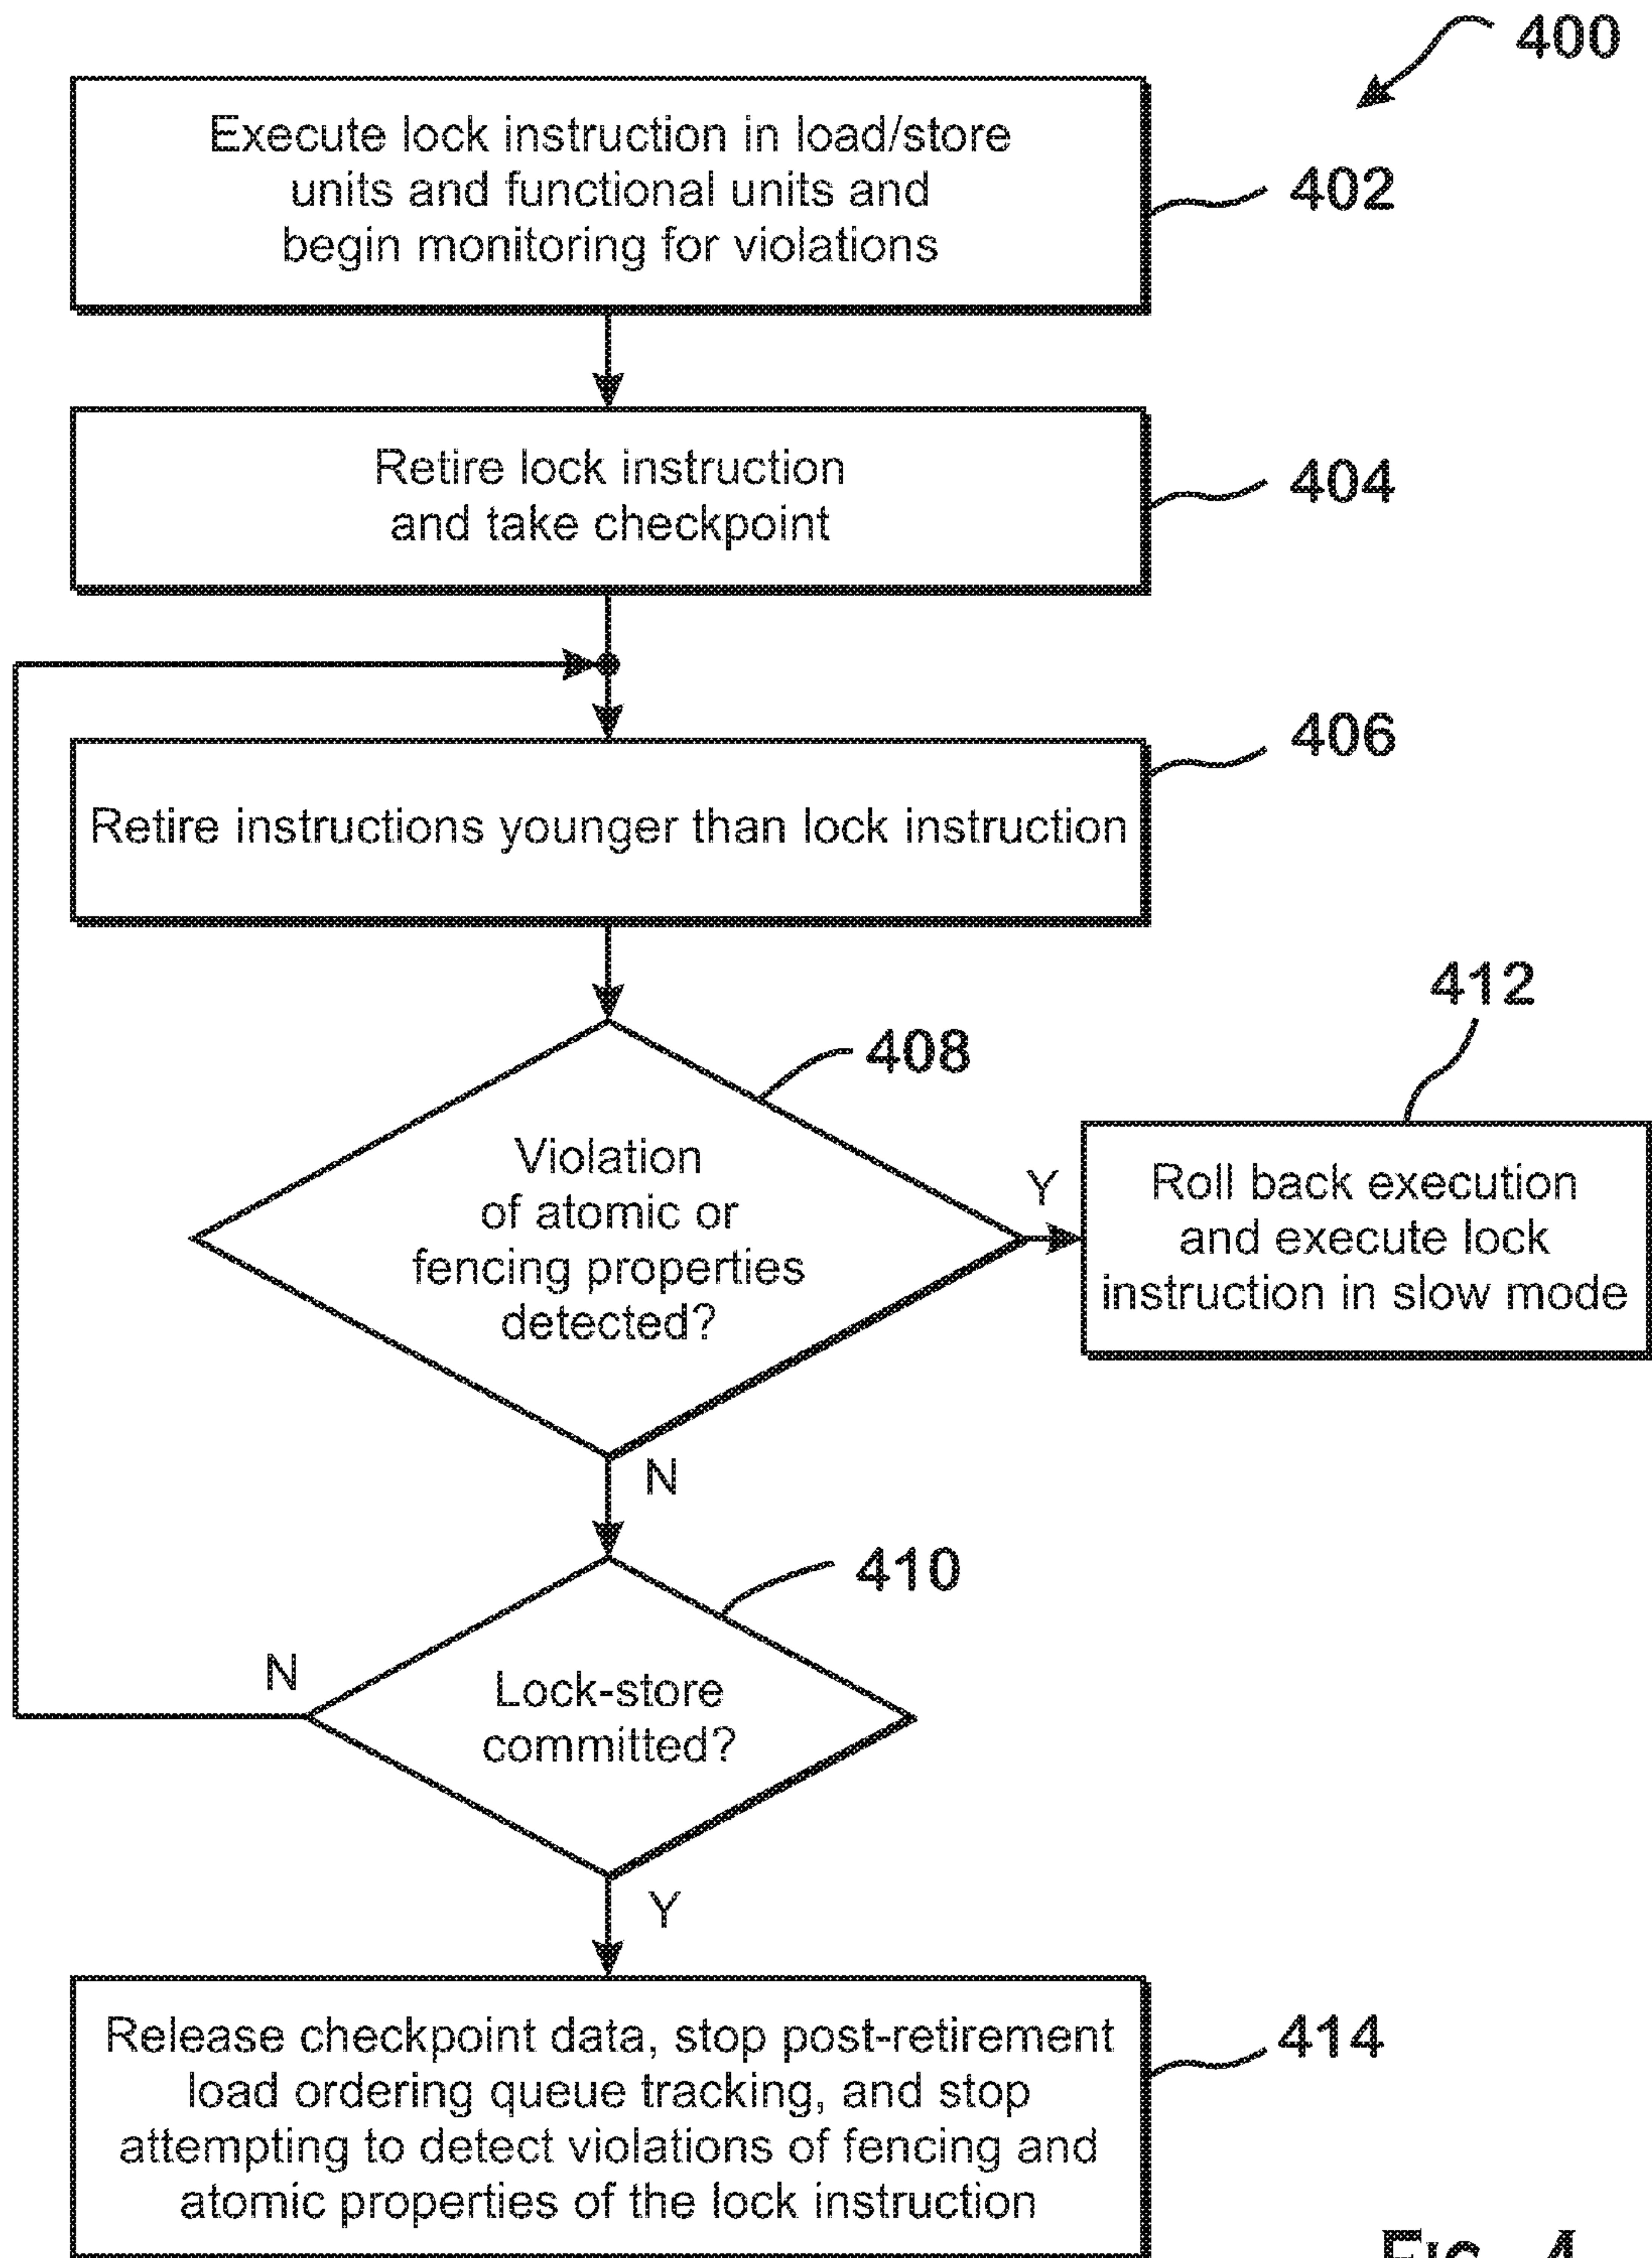 400
Execute lock instruction in load/store
units and functional units and
begin monitoring for violations
402
Retire lock instruction
and take checkpoint
404
406
Retire instructions younger than lock instruction
412
408
Violation
of atomic or
fencing properties
detected?
Y
Roll back execution
and execute lock
instruction in slow mode
N
410
N
Lock-store
committed?
Y
Release checkpoint data, stop post-retirement
load ordering queue tracking, and stop
attempting to detect violations of fencing and
atomic properties of the lock instruction
414
FIG. 4